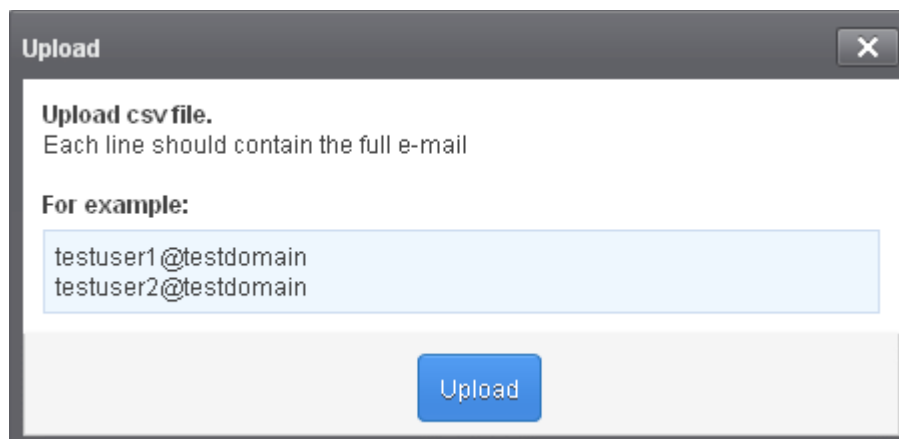 Upload
Upload csv file.
Each line should contain the full e-mail
For example:
testuser1@testdomain
testuser2@testdomain
Upload